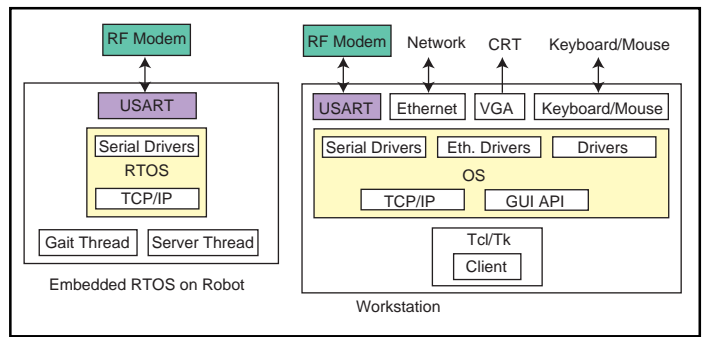 RF Modem
USART
Serial Drivers
RTOS
TCP/IP
Gait Thread
Server Thread
Embedded RTOS on Robot
RF Modem
Network
CRT
Keyboard/Mouse
USART
Ethernet
VGA
Keyboard/Mouse
Serial Drivers
Eth. Drivers
Drivers
OS
TCP/IP
GUI API
Tcl/Tk
Client
Workstation